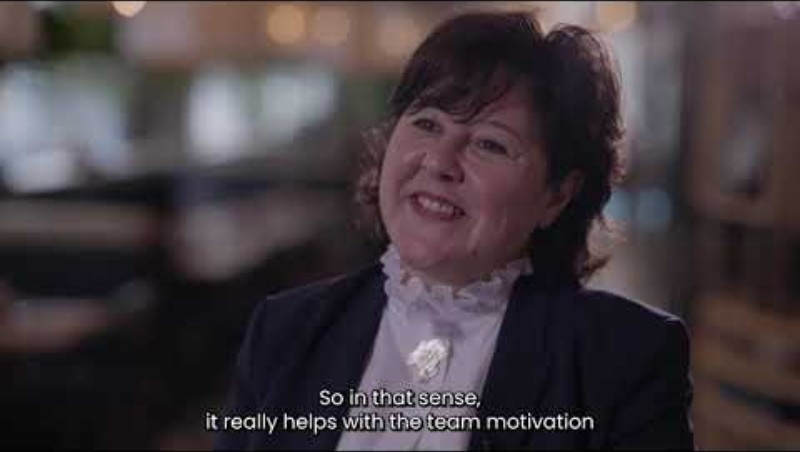 So in that sense,
it really helps with the team motivation